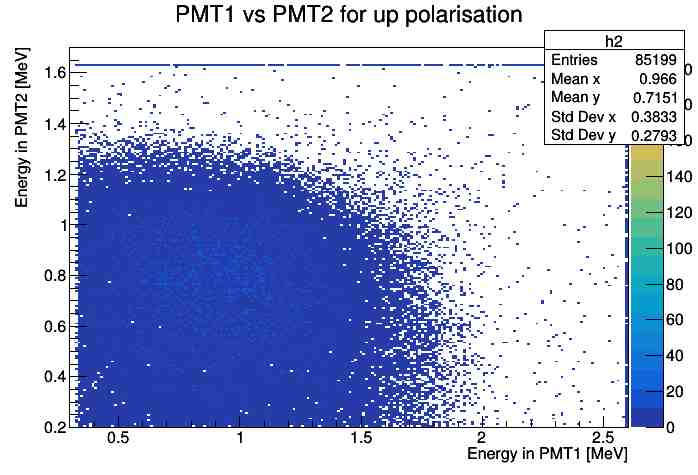 PMT1 vs PMT2 for up polarisation
h2
Entries 85199
Mean x 0.966
Mean y 0.7151
Std Dev x 0.3833
Std Dev y 0.2793
Energy in PMT2 [MeV]
1.6
1.4
1.2
1
0.8
0.6
0.4
0.2
0.5 1 1.5 2 2.5
Energy in PMT1 [MeV]
140
120
100
80
60
40
20
0